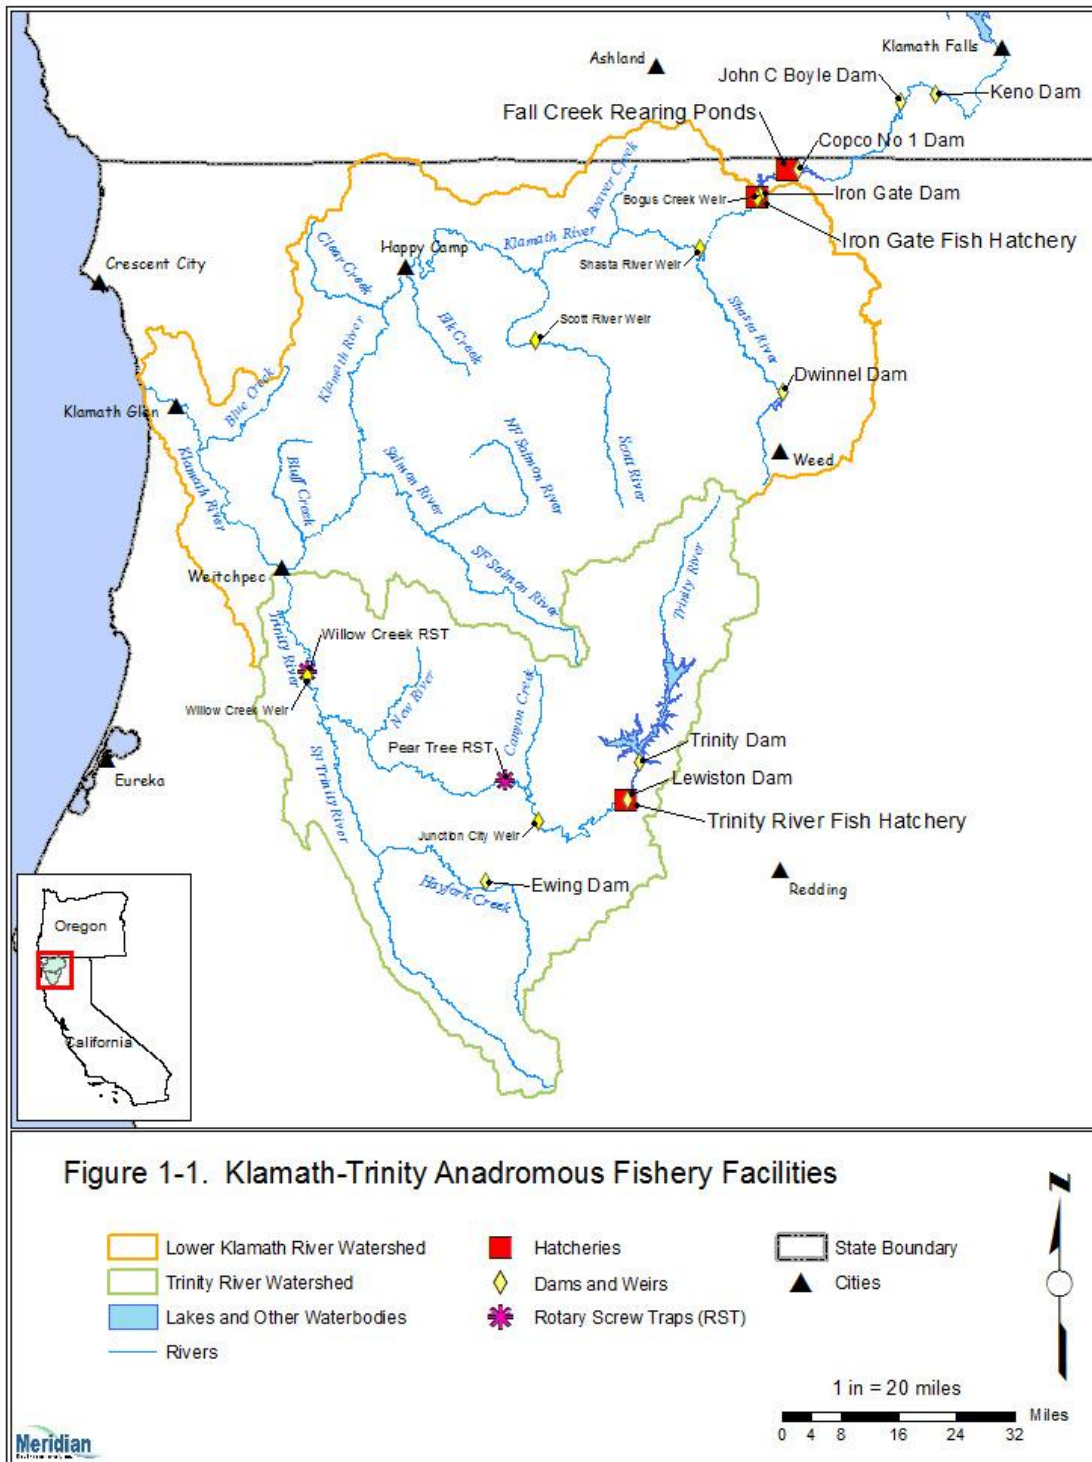 Klamath Falls
Ashland
John C Boyle Dam
Keno Dam
Fall Creek Rearing Ponds
Copco No 1 Dam
Beaver Creek
Bogus Creek Weir
Iron Gate Dam
Clear Creek
Klamath River
Iron Gate Fish Hatchery
Happy Camp
Shasta River Weir
Crescent City
Elk Creek
Scott River Weir
Shasta River
Klamath River
Dwinnel Dam
Blue Creek
Klamath Glen
Weed
Klamath River
Bluff Creek
Salmon River
NF Salmon River
Scott River
SF Salmon River
Trinity River
Weitchpec
Trinity River
Willow Creek RST
Willow Creek Weir
New River
Canyon Creek
Pear Tree RST
Trinity Dam
Eureka
SF Trinity River
Lewiston Dam
Trinity River Fish Hatchery
Junction City Weir
Hayfork Creek
Ewing Dam
Redding
Oregon
California
Figure 1-1. Klamath-Trinity Anadromous Fishery Facilities
Lower Klamath River Watershed
Trinity River Watershed
Lakes and Other Waterbodies
Rivers
Hatcheries
Dams and Weirs
Rotary Screw Traps (RST)
State Boundary
Cities
N
1 in = 20 miles
Miles
0 4 8 16 24 32
Meridian